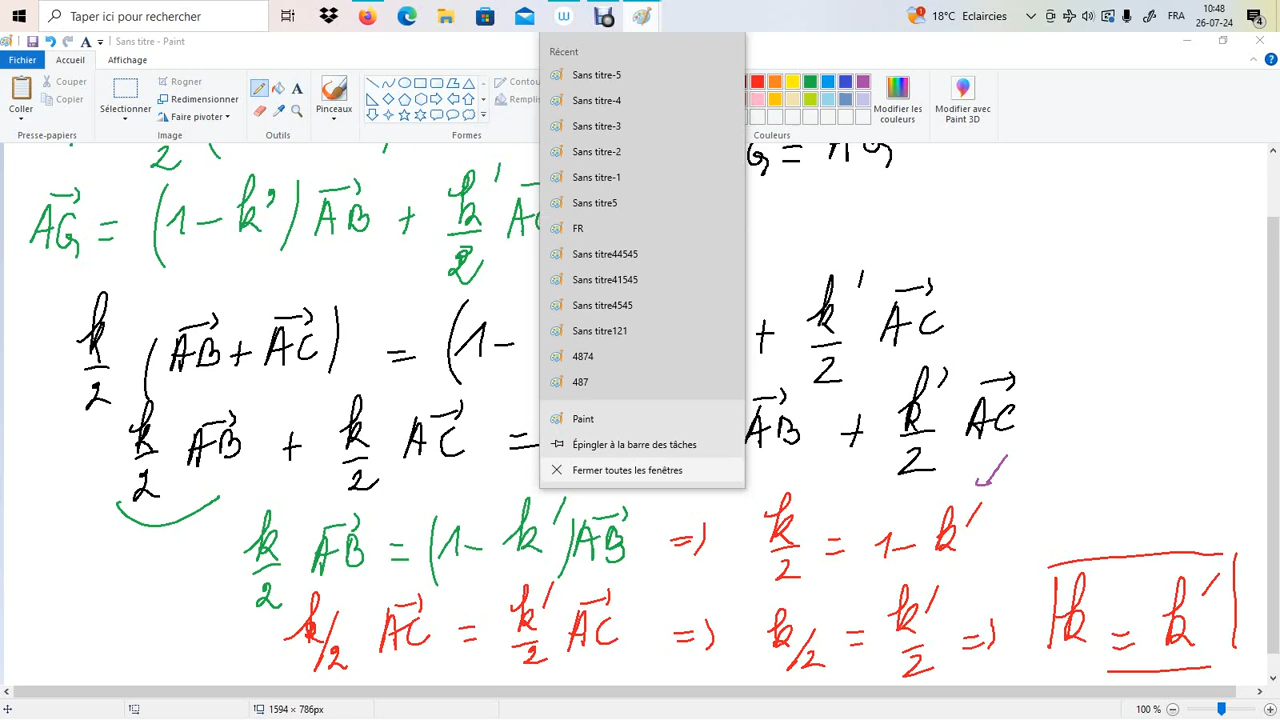 Taper ici pour rechercher
18°C Eclaircies
FRA
10:48
26-07-24
4
Sans titre - Paint
Fichier
Accueil
Affichage
Coller
Couper
Copier
Presse-papiers
Sélectionner
Rogner
Redimensionner
Faire pivoter
Image
A
Outils
Pinceaux
Formes
Contou
Remplis
Couleurs
Modifier les
couleurs
Modifier avec
Paint 3D
Récent
Sans titre-5
Sans titre-4
Sans titre-3
Sans titre-2
Sans titre-1
Sans titre5
FR
Sans titre44545
Sans titre41545
Sans titre4545
Sans titre121
4874
487
Paint
Épingler à la barre des tâches
Fermer toutes les fenêtres
2 ( G = AG
AG = (1 - k') AB + k'/2 AC
k/2 (AB + AC) = (1 - + k'/2 AC
k/2 AB + k/2 AC = AB + k'/2 AC
k/2 AB = (1 - k') AB => k/2 = 1 - k'
k/2 AC = k'/2 AC => k/2 = k'/2 => k = k'
1594 × 786px
100 %